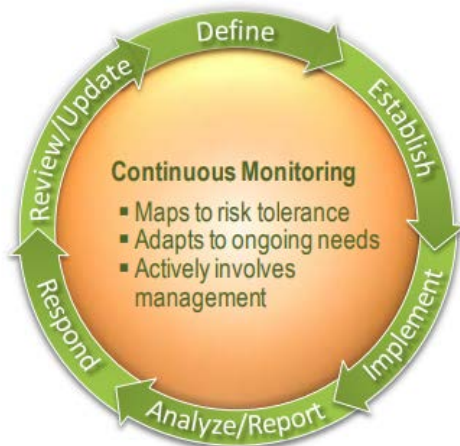 Define
Establish
Implement
Analyze/Report
Respond
Review/Update
Continuous Monitoring
▪ Maps to risk tolerance
▪ Adapts to ongoing needs
▪ Actively involves
management